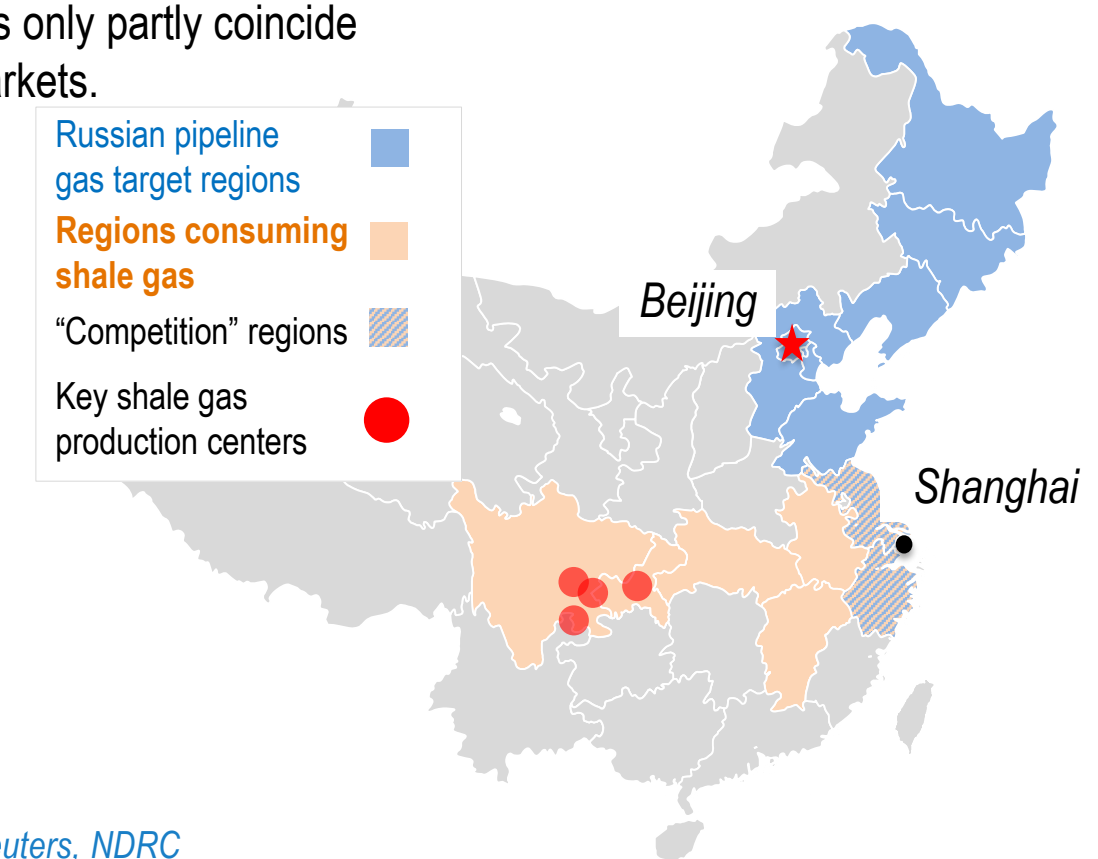 s only partly coincide
rkets.
Russian pipeline
gas target regions
Regions consuming
shale gas
“Competition” regions
Key shale gas
production centers
Beijing
Shanghai
euters, NDRC